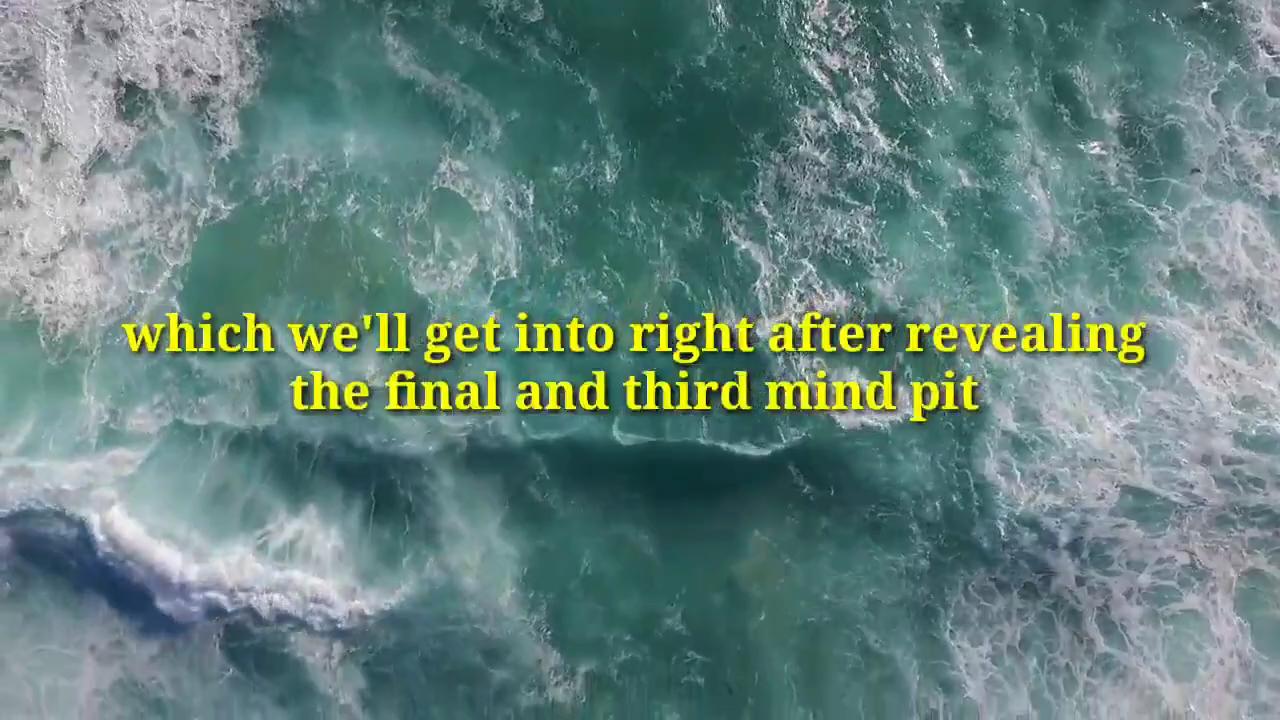 which we'll get into right after revealing
the final and third mind pit